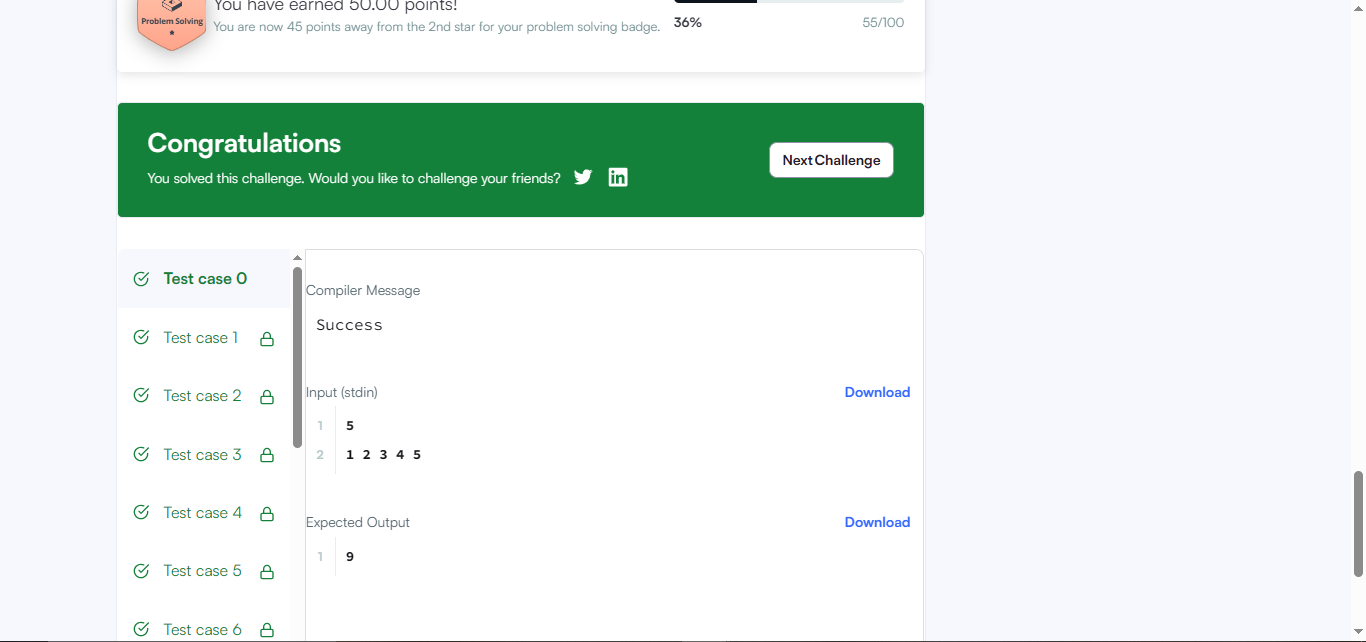 You have earned 50.00 points!
Problem Solving
You are now 45 points away from the 2nd star for your problem solving badge.
36%
55/100
Congratulations
You solved this challenge. Would you like to challenge your friends?
in
Next Challenge
Test case 0
Test case 1
Test case 2
Test case 3
Test case 4
Test case 5
Test case 6
Compiler Message
Success
Input (stdin)
Download
1 5
2 1 2 3 4 5
Expected Output
Download
1 9